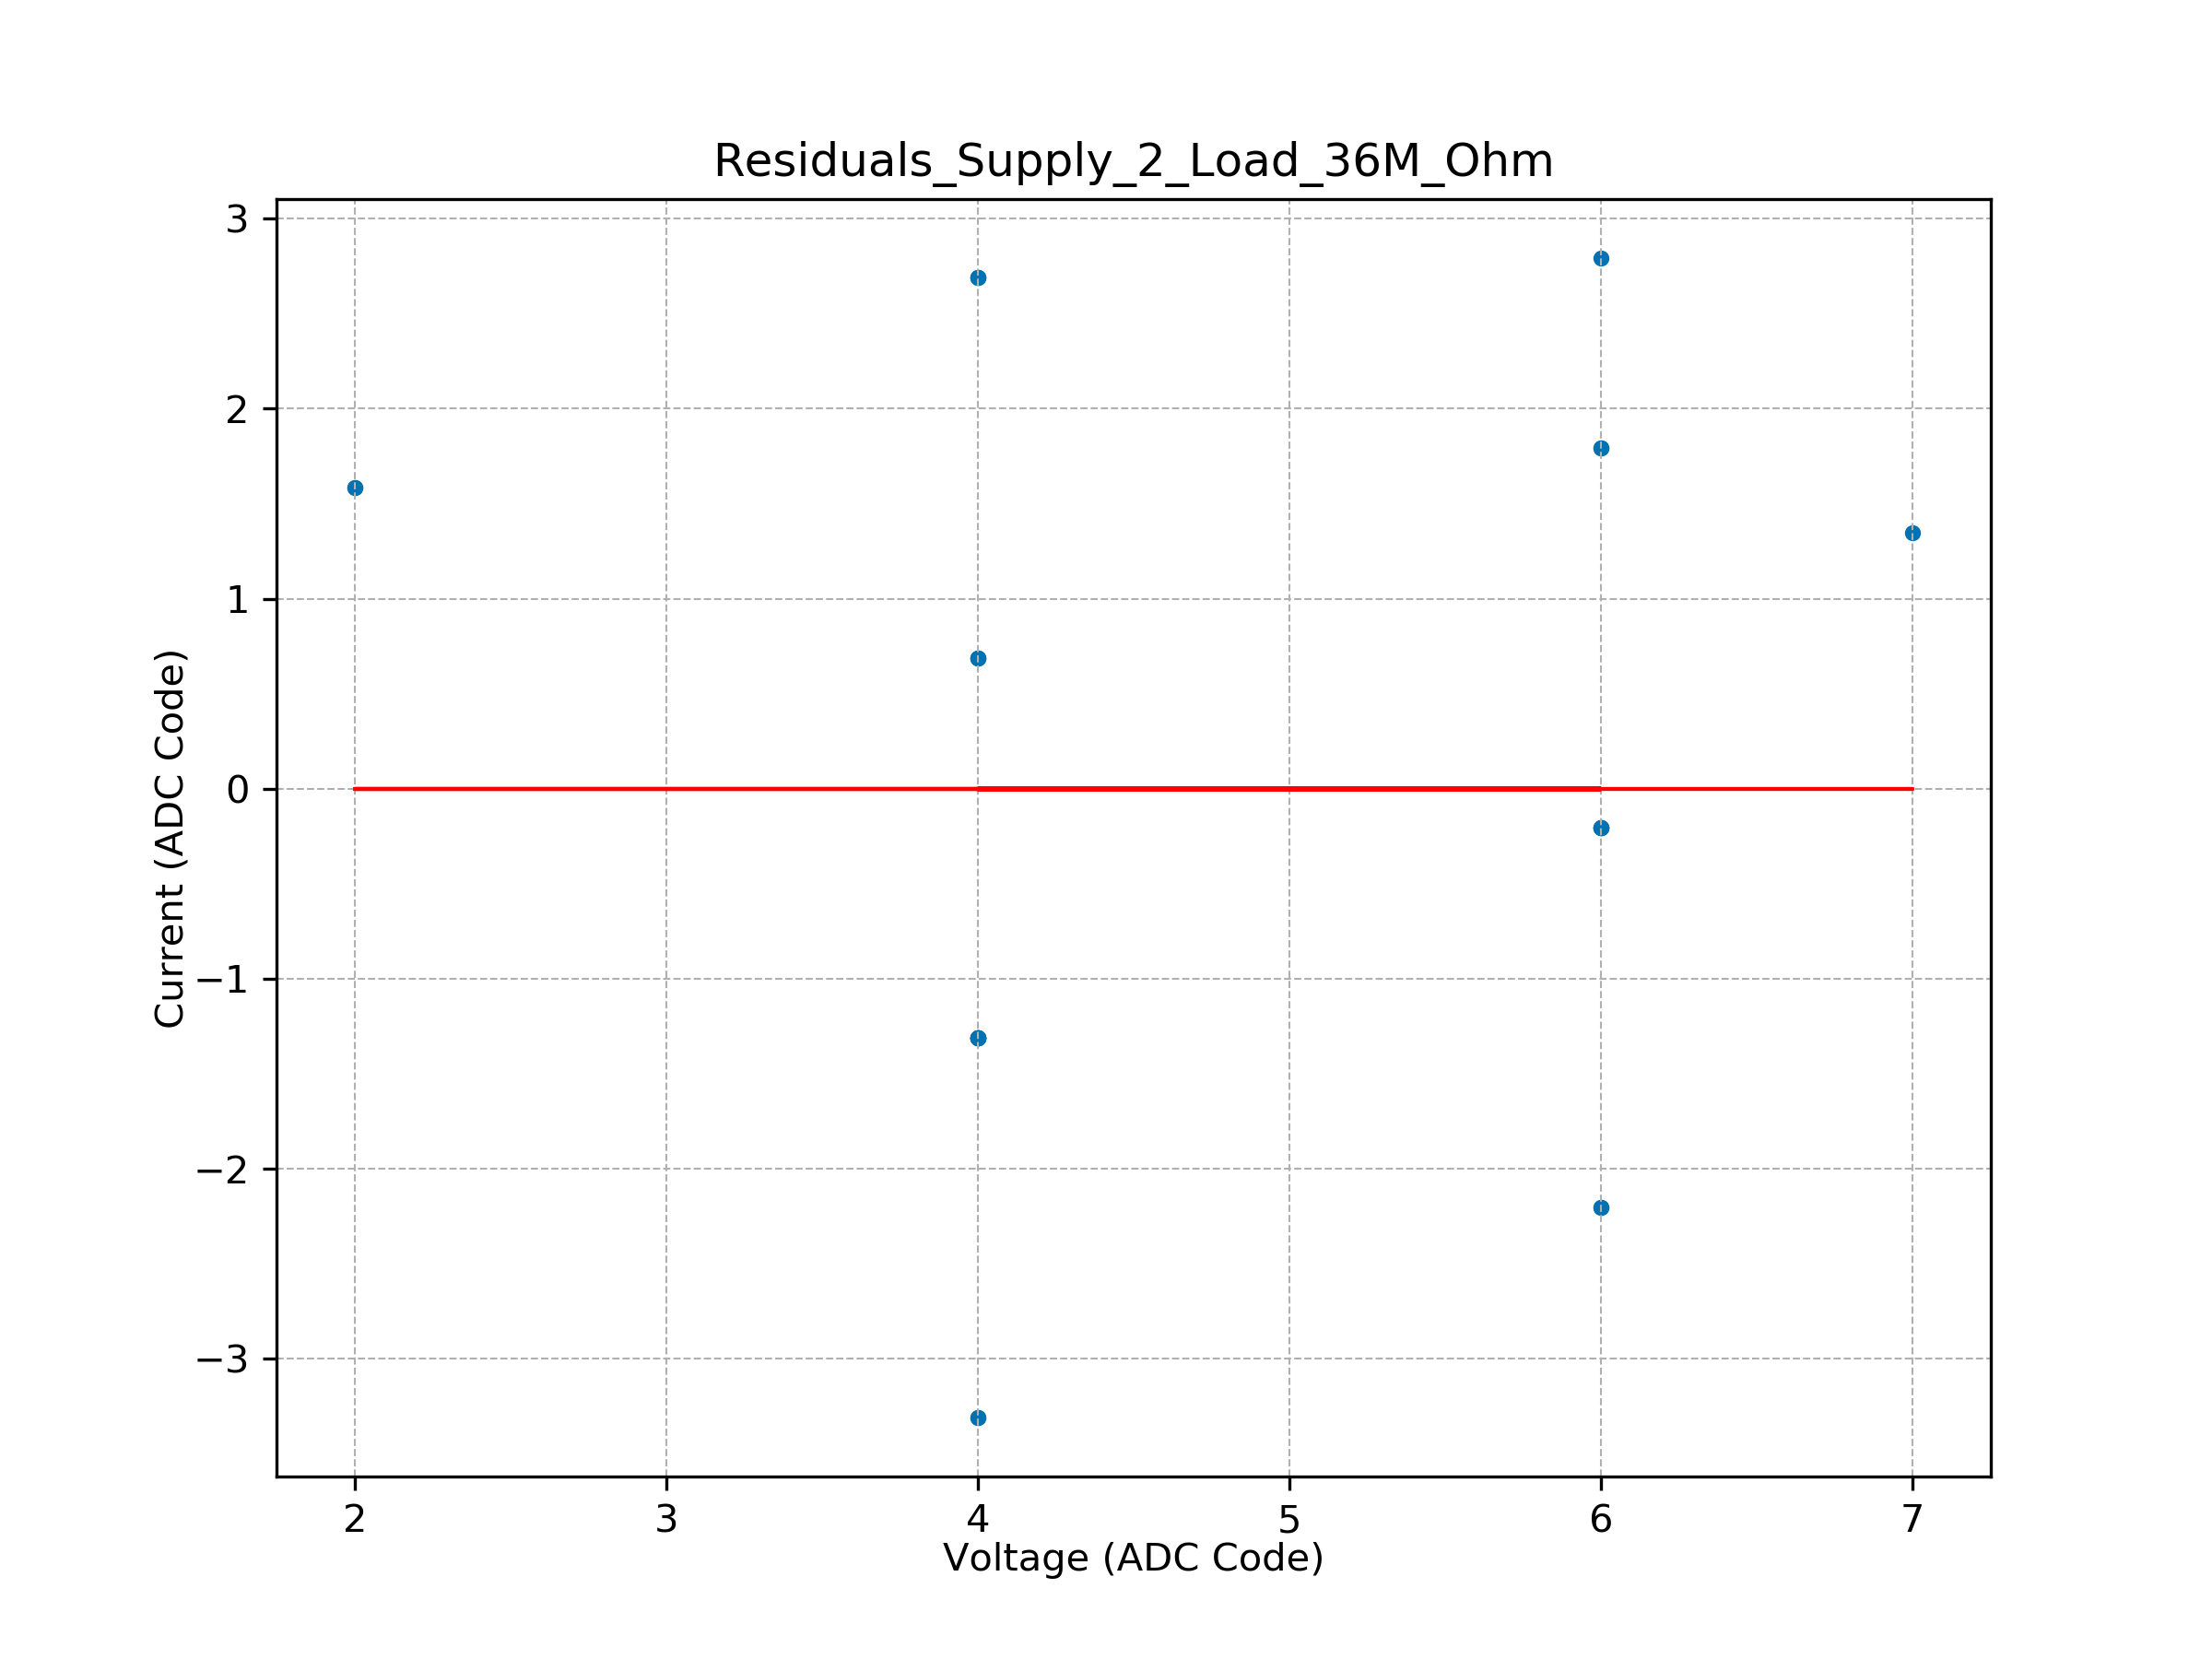 Residuals_Supply_2_Load_36M_Ohm
3
2
1
0
−1
−2
−3
Current (ADC Code)
2 3 4 5 6 7
Voltage (ADC Code)